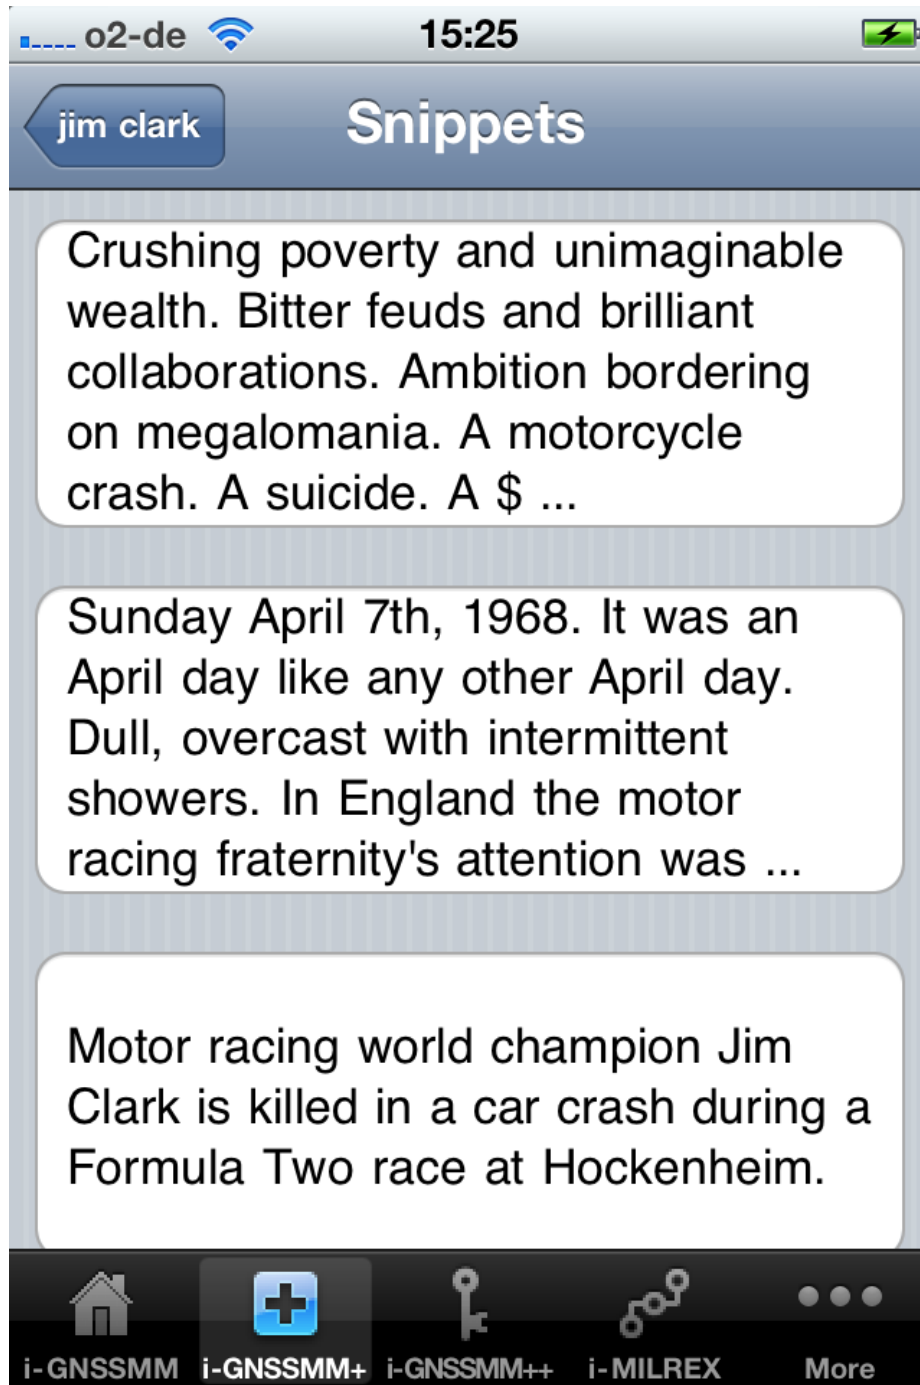 o2-de 15:25
jim clark Snippets
Crushing poverty and unimaginable
wealth. Bitter feuds and brilliant
collaborations. Ambition bordering
on megalomania. A motorcycle
crash. A suicide. A $ ...
Sunday April 7th, 1968. It was an
April day like any other April day.
Dull, overcast with intermittent
showers. In England the motor
racing fraternity's attention was ...
Motor racing world champion Jim
Clark is killed in a car crash during a
Formula Two race at Hockenheim.
i-GNSSMM i-GNSSMM+ i-GNSSMM++ i-MILREX More